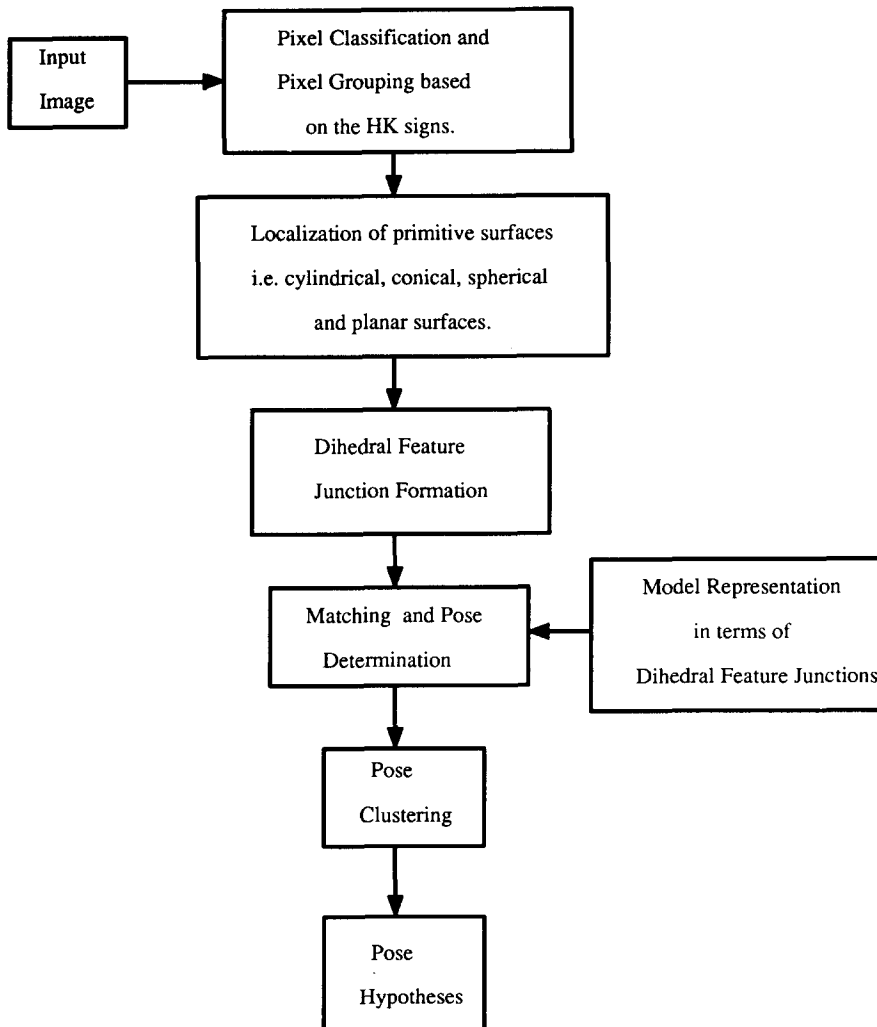 Input
Image
Pixel Classification and
Pixel Grouping based
on the HK signs.
Localization of primitive surfaces
i.e. cylindrical, conical, spherical
and planar surfaces.
Dihedral Feature
Junction Formation
Matching and Pose
Determination
Model Representation
in terms of
Dihedral Feature Junctions
Pose
Clustering
Pose
Hypotheses